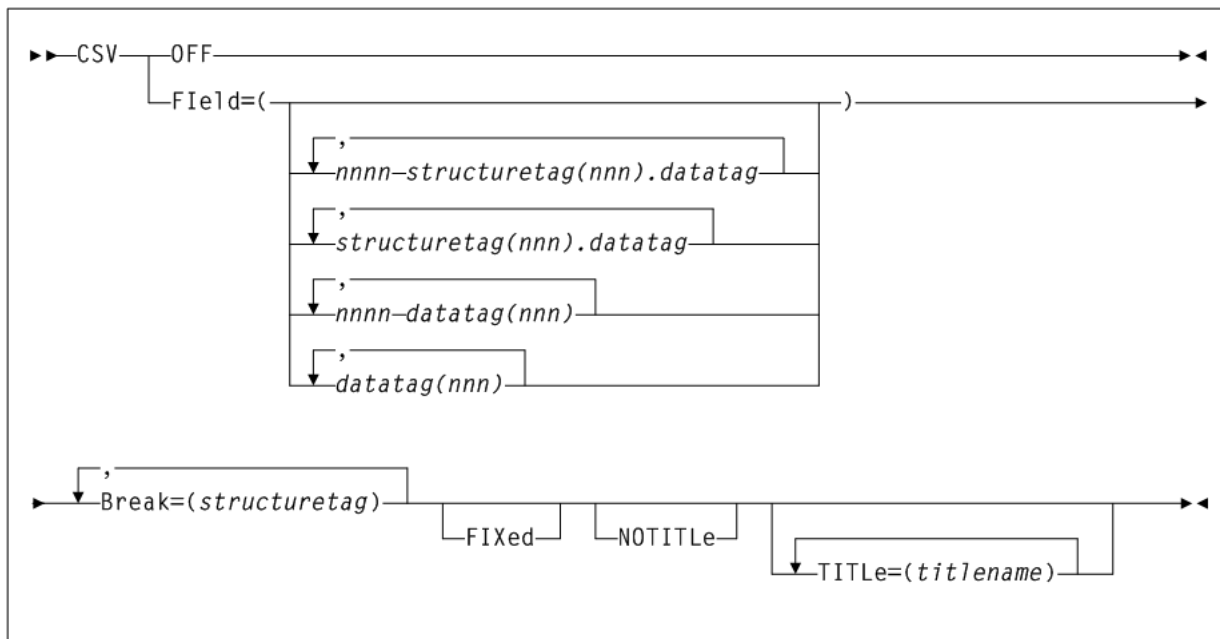 CSV OFF
FIeld=( )
,
nnnn-structuretag(nnn).datatag
,
structuretag(nnn).datatag
,
nnnn-datatag(nnn)
,
datatag(nnn)
,
Break=(structuretag)
FIXed NOTITLe
TITLe=(titlename)